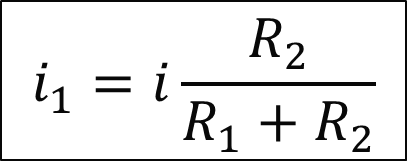 i₁ = i R₂ / (R₁ + R₂)